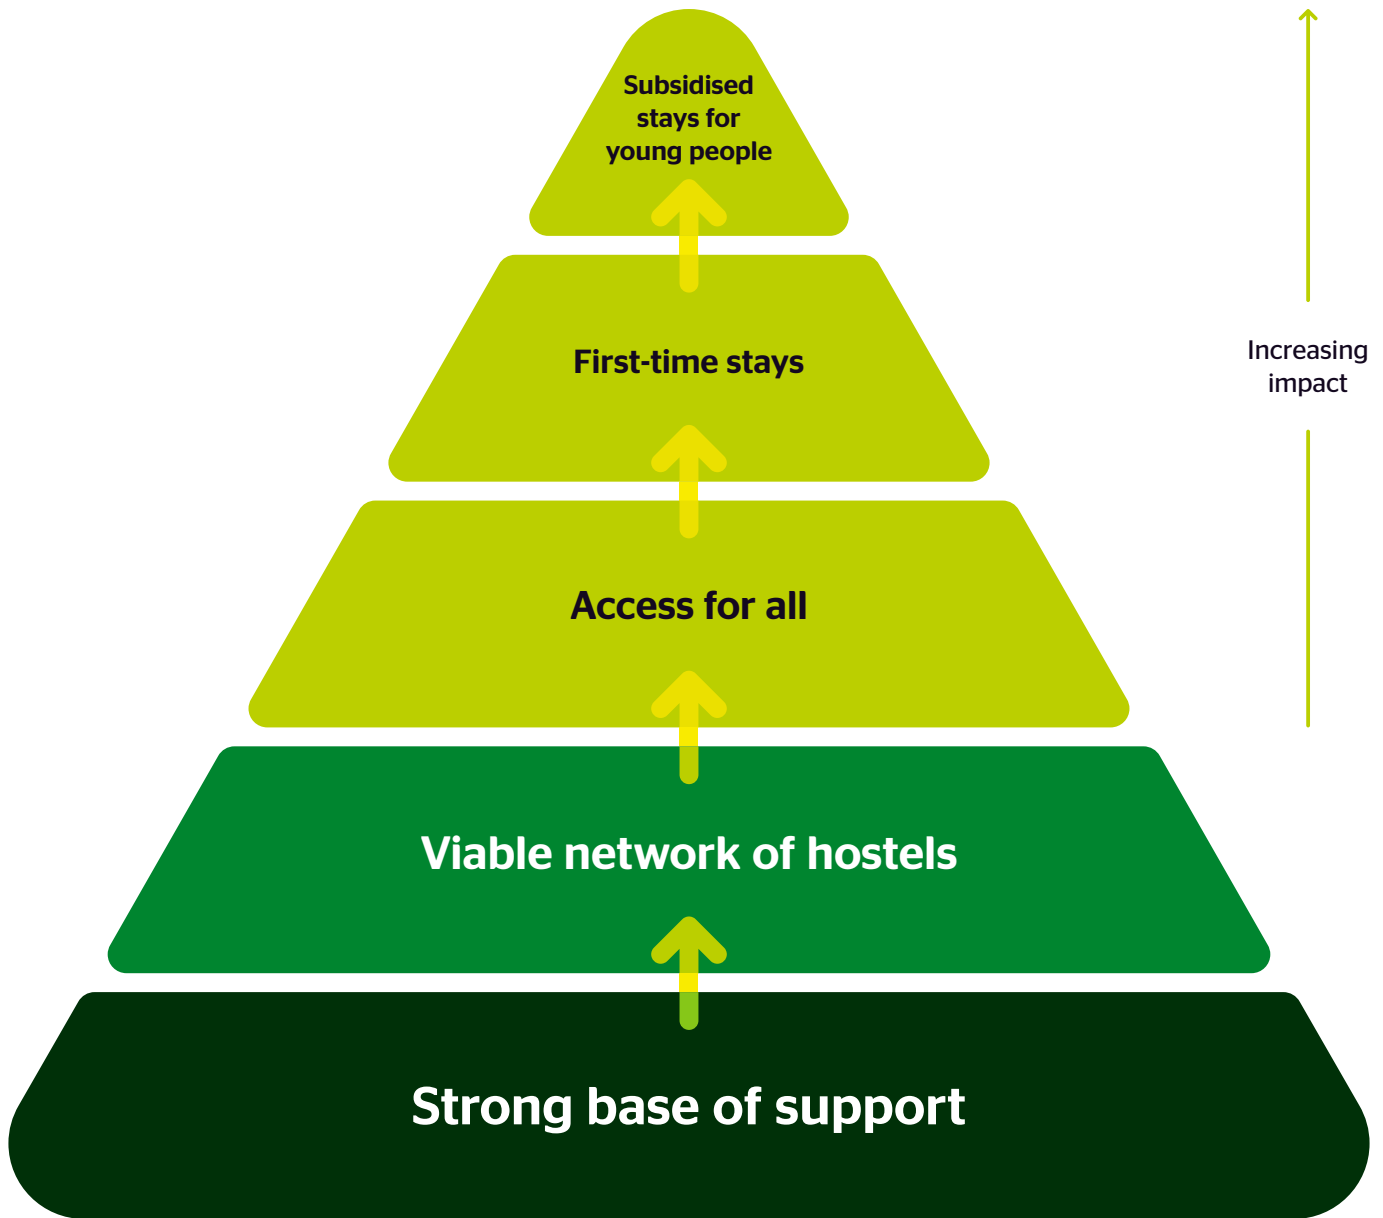 Subsidised
stays for
young people
First-time stays
Increasing
impact
Access for all
Viable network of hostels
Strong base of support